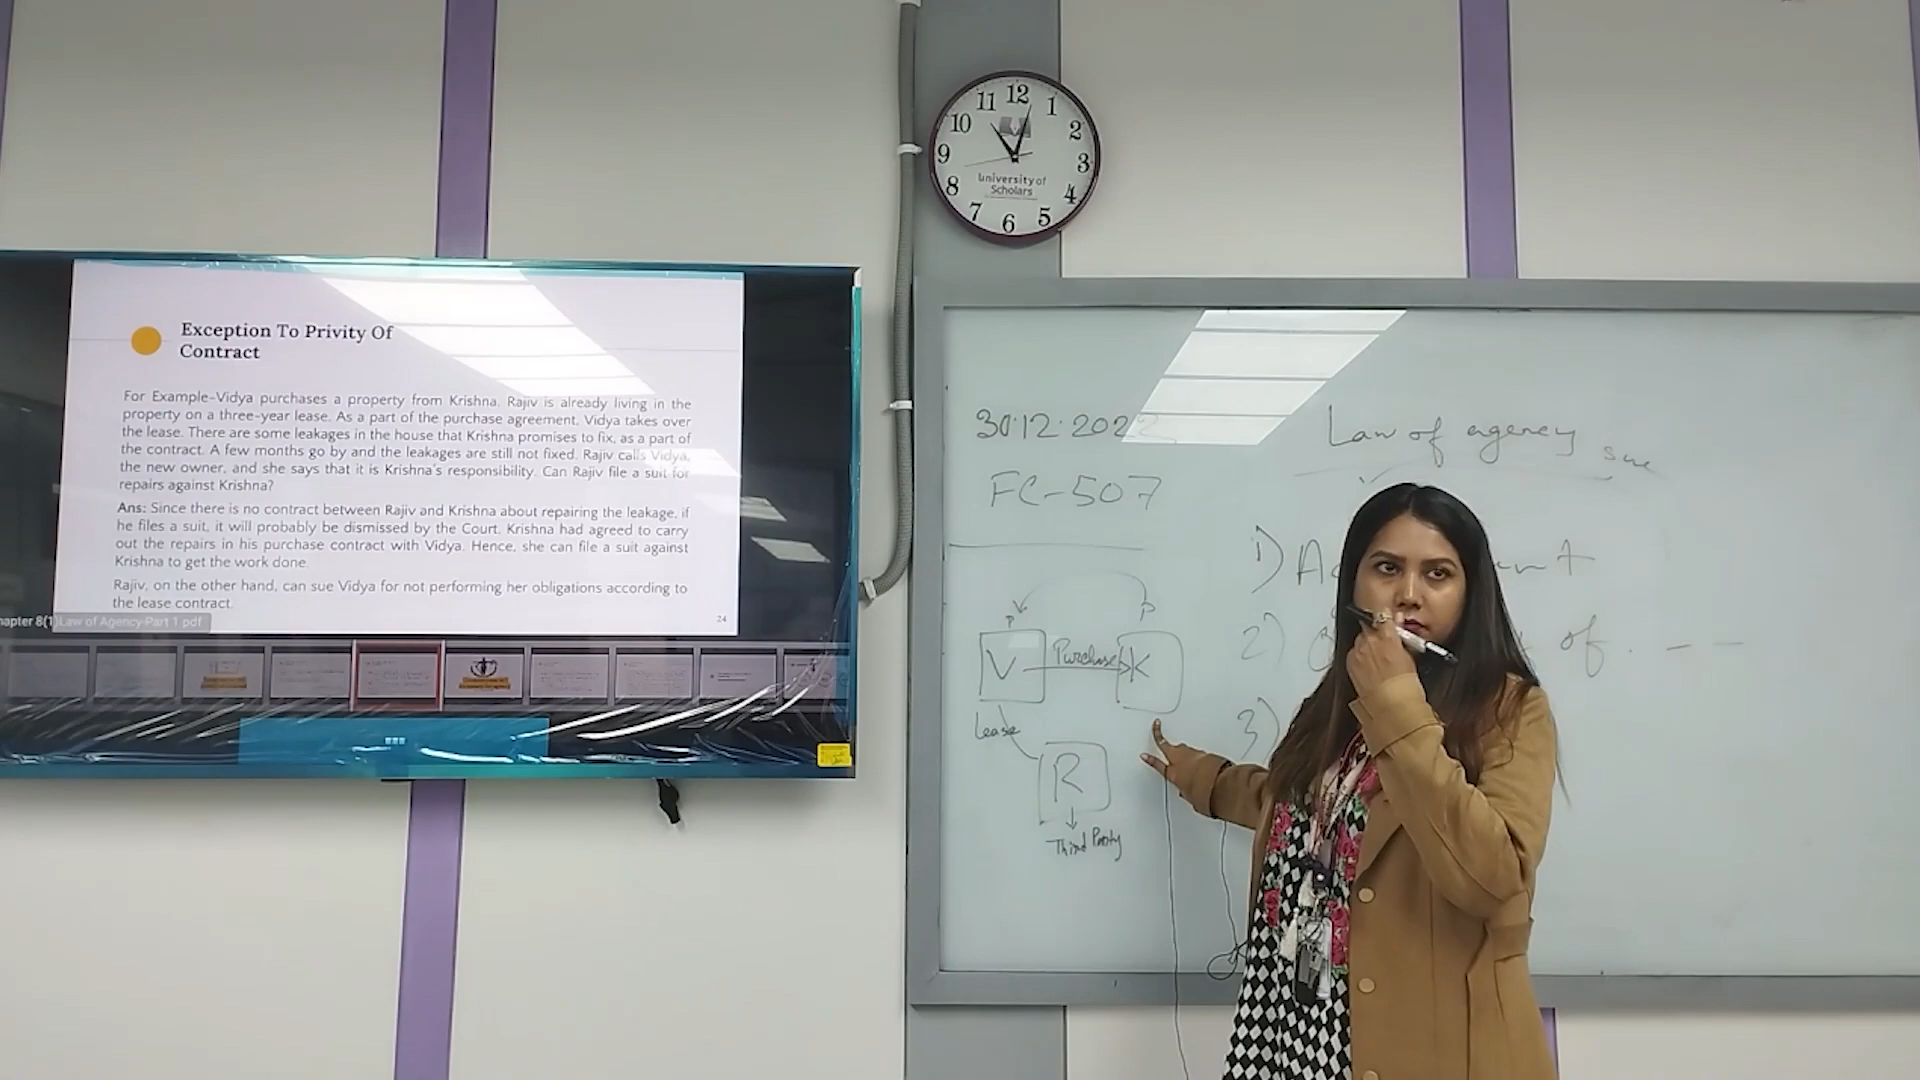 Exception To Privity Of
Contract
For Example-Vidya purchases a property from Krishna. Rajiv is already living in the
property on a three-year lease. As a part of the purchase agreement, Vidya takes over
the lease. There are some leakages in the house that Krishna promises to fix, as a part of
the contract. A few months go by and the leakages are still not fixed. Rajiv calls Vidya,
the new owner, and she says that it is Krishna's responsibility. Can Rajiv file a suit for
repairs against Krishna?
Ans: Since there is no contract between Rajiv and Krishna about repairing the leakage, if
he files a suit, it will probably be dismissed by the Court. Krishna had agreed to carry
out the repairs in his purchase contract with Vidya. Hence, she can file a suit against
Krishna to get the work done.
Rajiv, on the other hand, can sue Vidya for not performing her obligations according to
the lease contract.
24
hapter 8(1)Law of Agency-Part 1 pdf
12
11 1
10 2
9 3
8 4
7 5
6
University of
Scholars
30.12.2022
FC-507
Law of agency
sue
1)
2) of . - -
3)
P P
V Purchase K
Lease
R
Third Party